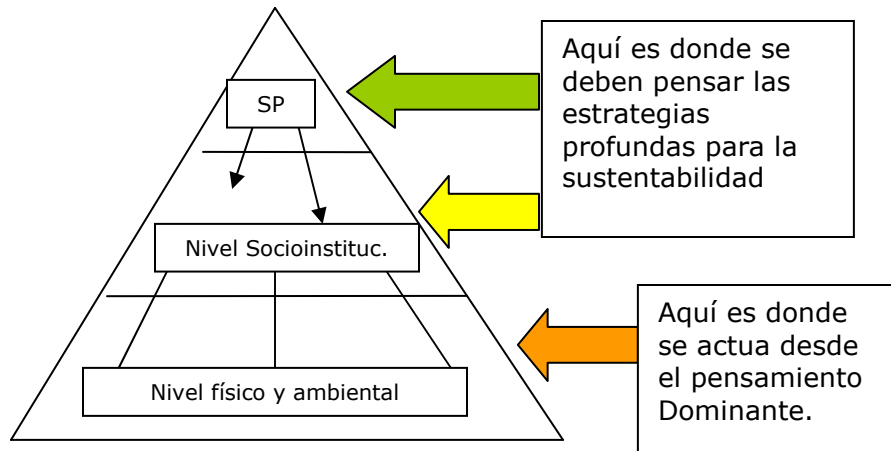 SP
Aquí es donde se
deben pensar las
estrategias
profundas para la
sustentabilidad
Nivel Socioinstituc.
Nivel físico y ambiental
Aquí es donde
se actua desde
el pensamiento
Dominante.